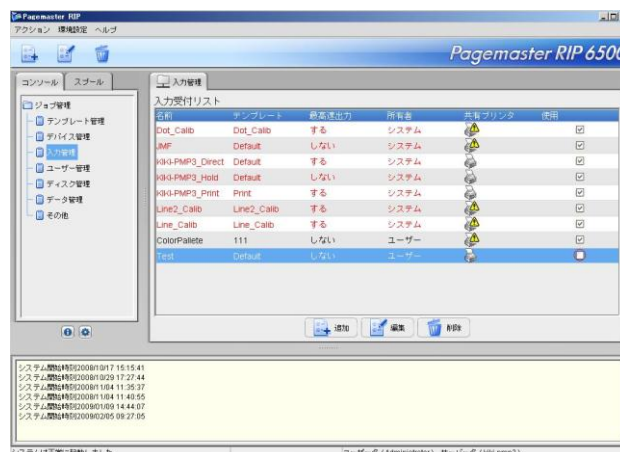 Pagemaster RIP
アクション 環境設定 ヘルプ
Pagemaster RIP 6500
コンソール スプール
入力管理
ジョブ管理
テンプレート管理
デバイス管理
入力管理
ユーザー管理
ディスク管理
データ管理
その他
入力受付リスト
名前 テンプレート 最高速出力 所有者 共有プリンタ 使用
Dot_Calib Dot_Calib する システム
JMF Default しない システム
KIKI-PMP3_Direct Default する システム
KIKI-PMP3_Hold Default しない システム
KIKI-PMP3_Print Print する システム
Line2_Calib Line2_Calib する システム
Line_Calib Line_Calib する システム
ColorPallete 111 しない ユーザー
Test Default しない ユーザー
追加 編集 削除
システム開始時刻2008/10/17 15:15:41
システム開始時刻2008/10/29 17:27:44
システム開始時刻2008/11/04 11:35:37
システム開始時刻2008/11/04 11:40:55
システム開始時刻2009/01/09 14:44:07
システム開始時刻2009/02/05 09:27:05